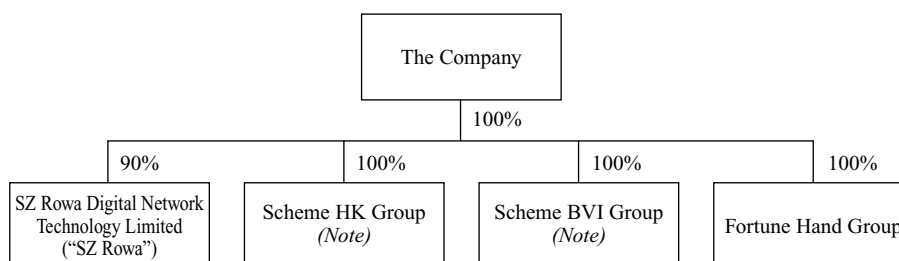 The Company
100%
90%
100%
100%
100%
SZ Rowa Digital Network
Technology Limited
(“SZ Rowa”)
Scheme HK Group
(Note)
Scheme BVI Group
(Note)
Fortune Hand Group